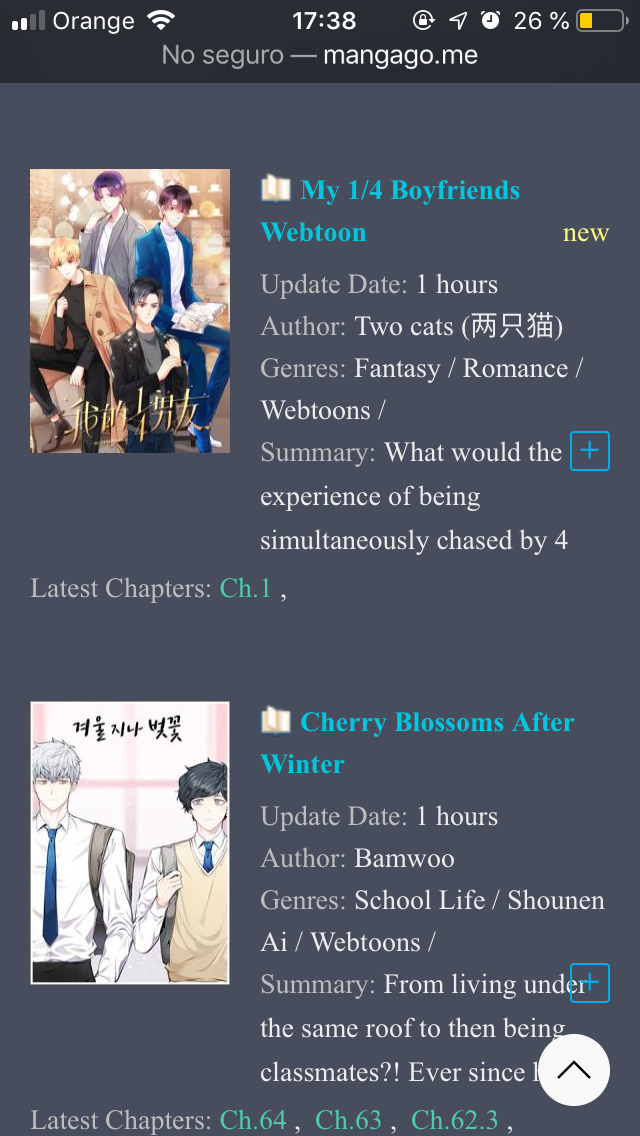 Orange 17:38 26 %
No seguro — mangago.me
My 1/4 Boyfriends
Webtoon new
Update Date: 1 hours
Author: Two cats (两只猫)
Genres: Fantasy / Romance /
Webtoons /
Summary: What would the
experience of being
simultaneously chased by 4
我的1/4男友
Latest Chapters: Ch.1 ,
겨울 지나 벚꽃
Cherry Blossoms After
Winter
Update Date: 1 hours
Author: Bamwoo
Genres: School Life / Shounen
Ai / Webtoons /
Summary: From living under
the same roof to then being
classmates?! Ever since
Latest Chapters: Ch.64 , Ch.63 , Ch.62.3 ,